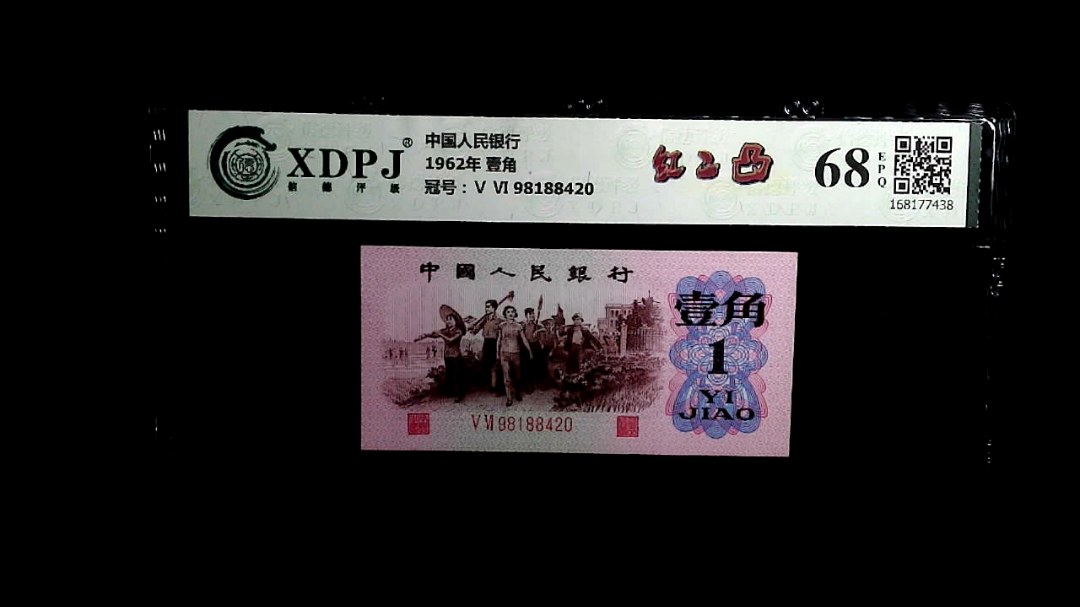 XDPJ®
信德评级
中国人民银行
1962年 壹角
冠号：V VI 98188420
红二凸
68
EPQ
168177438
中國人民銀行
壹角
1
YI
JIAO
V VI 98188420